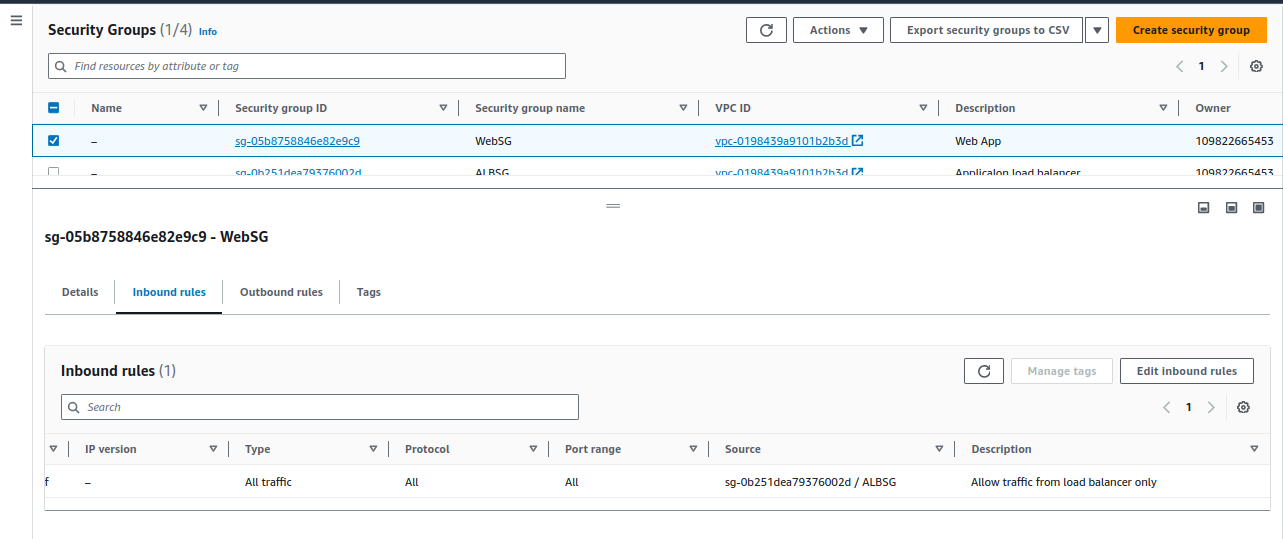 Security Groups (1/4) Info
Actions
Export security groups to CSV
Create security group
Find resources by attribute or tag
1
Name Security group ID Security group name VPC ID Description Owner
– sg-05b8758846e82e9c9 WebSG vpc-0198439a9101b2b3d Web App 109822665453
– sg-0b251dea79376002d ALBSG vpc-0198439a9101b2b3d Applicaion load balancer 109822665453
sg-05b8758846e82e9c9 - WebSG
Details Inbound rules Outbound rules Tags
Inbound rules (1)
Manage tags
Edit inbound rules
Search
1
IP version Type Protocol Port range Source Description
f – All traffic All All sg-0b251dea79376002d / ALBSG Allow traffic from load balancer only